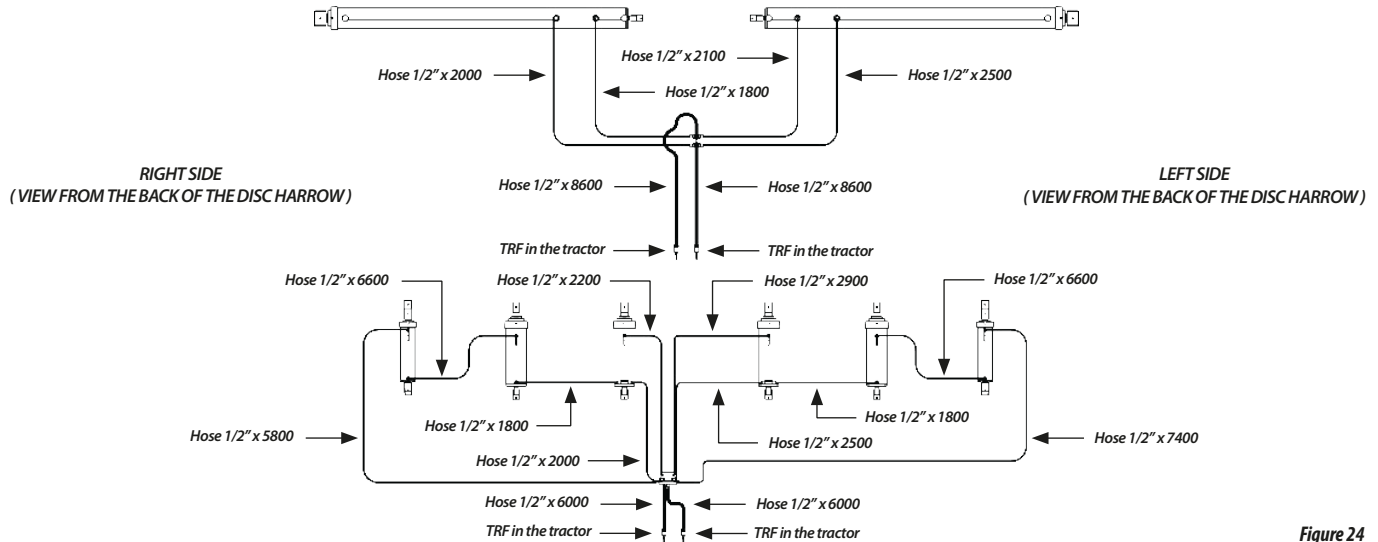 Hose 1/2” x 2100
Hose 1/2” x 2000
Hose 1/2” x 2500
Hose 1/2” x 1800
RIGHT SIDE
( VIEW FROM THE BACK OF THE DISC HARROW )
LEFT SIDE
( VIEW FROM THE BACK OF THE DISC HARROW )
Hose 1/2” x 8600
Hose 1/2” x 8600
TRF in the tractor
TRF in the tractor
Hose 1/2” x 6600
Hose 1/2” x 2200
Hose 1/2” x 2900
Hose 1/2” x 6600
Hose 1/2” x 1800
Hose 1/2” x 1800
Hose 1/2” x 5800
Hose 1/2” x 2500
Hose 1/2” x 7400
Hose 1/2” x 2000
Hose 1/2” x 6000
Hose 1/2” x 6000
TRF in the tractor
TRF in the tractor
Figure 24